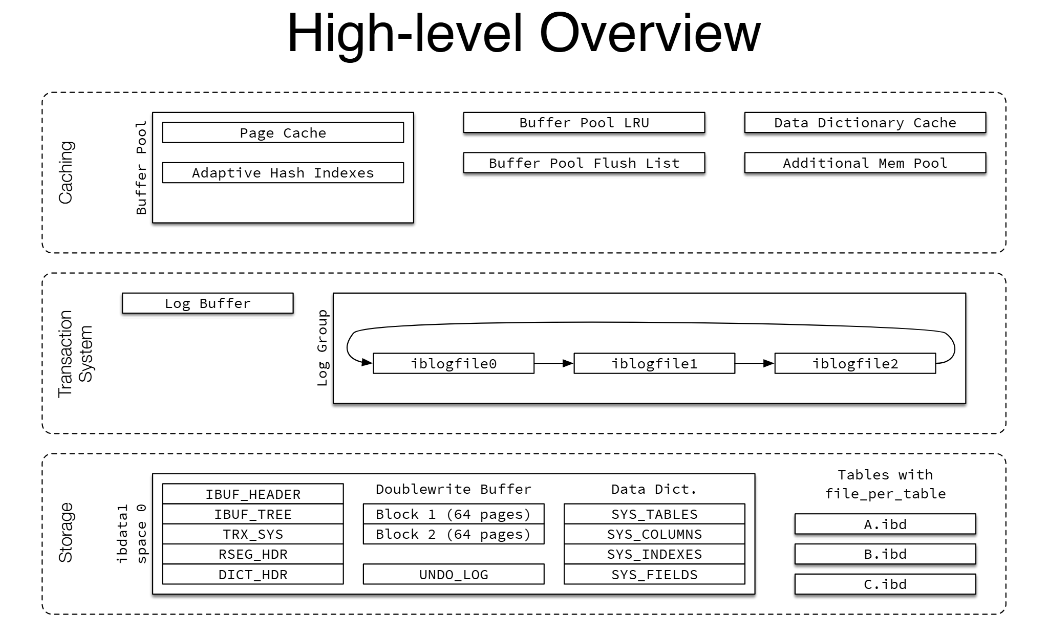 High-level Overview
Caching
Buffer Pool
Page Cache
Adaptive Hash Indexes
Buffer Pool LRU
Buffer Pool Flush List
Data Dictionary Cache
Additional Mem Pool
Transaction
System
Log Buffer
Log Group
iblogfile0
iblogfile1
iblogfile2
Storage
ibdata1
space 0
IBUF_HEADER
IBUF_TREE
TRX_SYS
RSEG_HDR
DICT_HDR
Doublewrite Buffer
Block 1 (64 pages)
Block 2 (64 pages)
UNDO_LOG
Data Dict.
SYS_TABLES
SYS_COLUMNS
SYS_INDEXES
SYS_FIELDS
Tables with
file_per_table
A.ibd
B.ibd
C.ibd